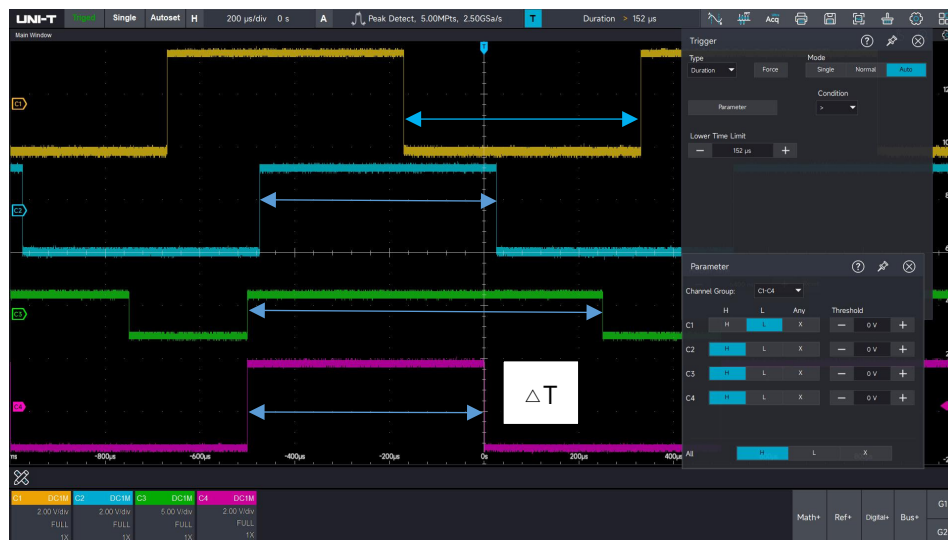 UNI-T Triged Single Autoset H 200 μs/div 0 s A Peak Detect, 5.00MPts, 2.50GSa/s T Duration > 152 μs Acq
Main Window
T
Trigger
Type Mode
Duration Force Single Normal Auto
Condition
Parameter >
Lower Time Limit
152 μs
C1
C2
C3
C4
△T
Parameter
Channel Group: C1-C4
H L Any Threshold
C1 H L X 0 V
C2 H L X 0 V
C3 H L X 0 V
C4 H L X 0 V
All H L X
-800μs -600μs -400μs -200μs 0s 200μs 400μs
C1 DC1M C2 DC1M C3 DC1M C4 DC1M
2.00 V/div 2.00 V/div 5.00 V/div 2.00 V/div
FULL FULL FULL FULL
1X 1X 1X 1X
Math+ Ref+ Digital+ Bus+ G1
G2